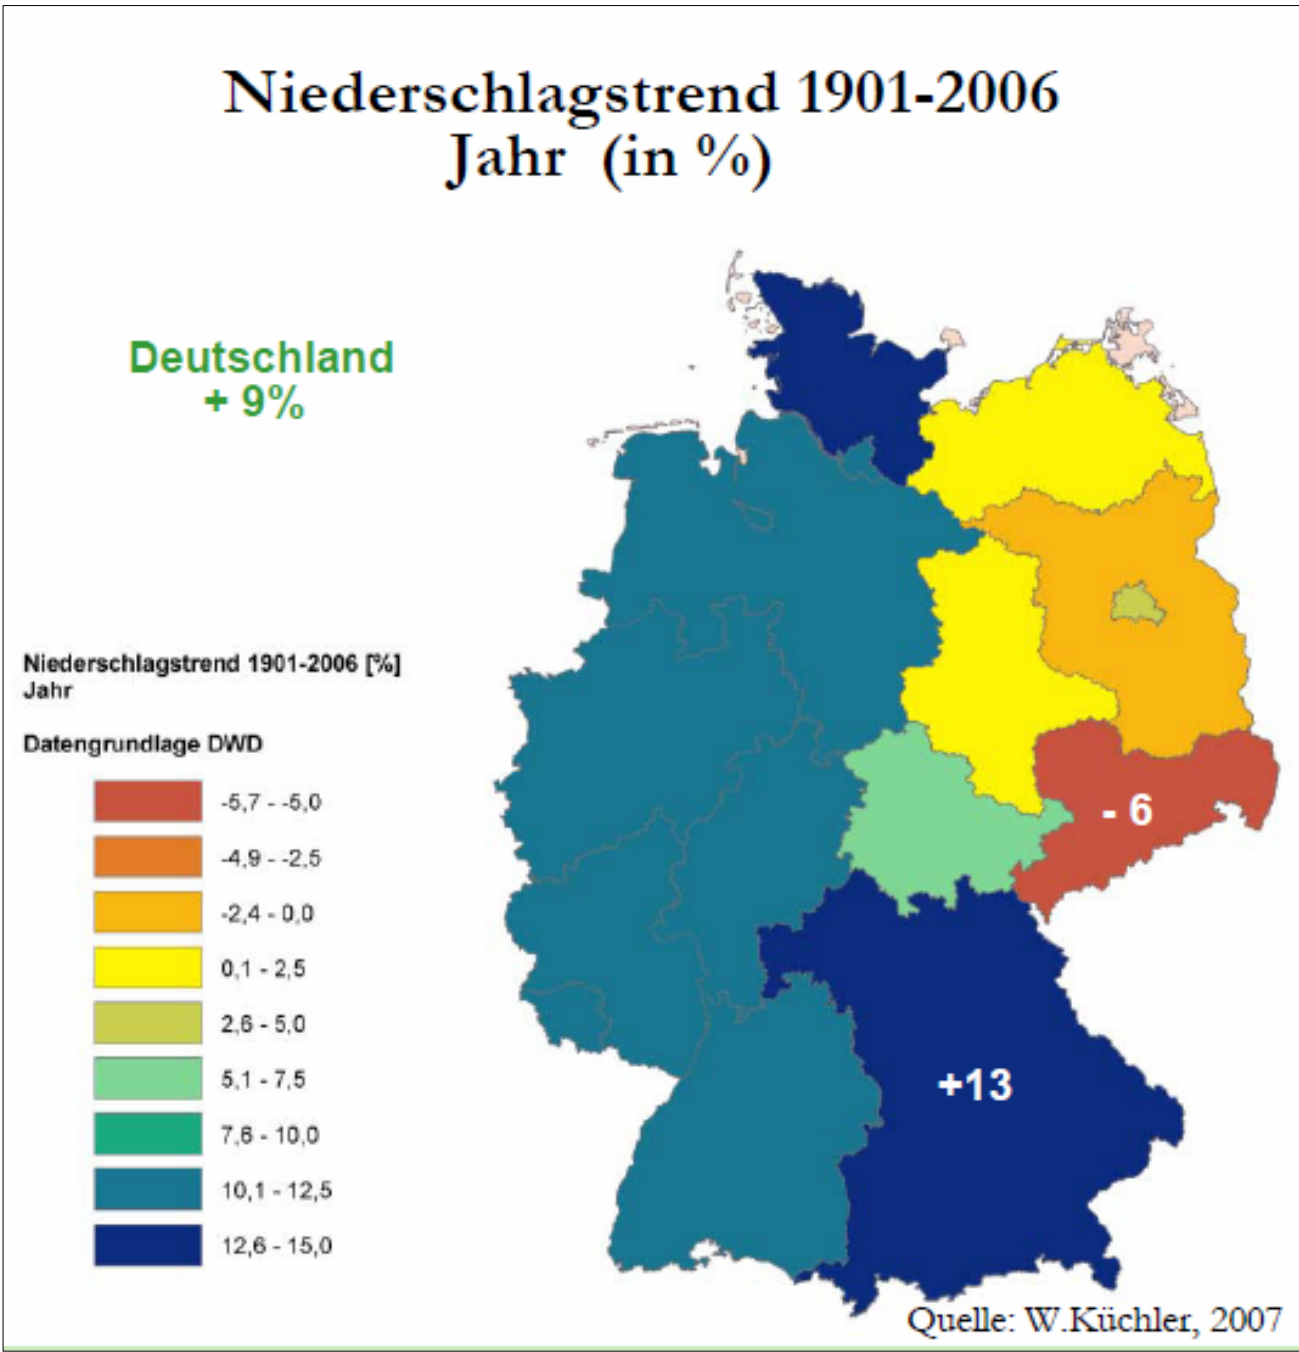 Niederschlagstrend 1901-2006
Jahr (in %)
Deutschland
+ 9%
Niederschlagstrend 1901-2006 [%]
Jahr
Datengrundlage DWD
-5,7 - -5,0
-4,9 - -2,5
-2,4 - 0,0
0,1 - 2,5
2,6 - 5,0
5,1 - 7,5
7,6 - 10,0
10,1 - 12,5
12,6 - 15,0
- 6
+13
Quelle: W.Küchler, 2007